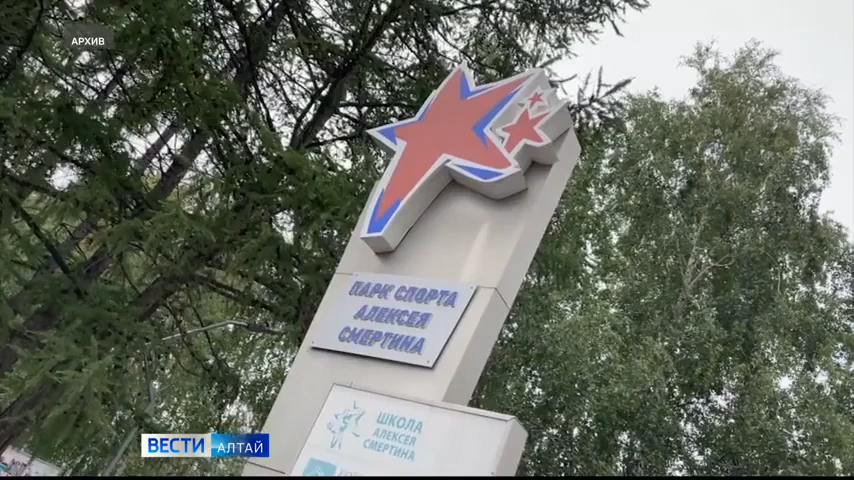 АРХИВ
ПАРК СПОРТА
АЛЕКСЕЯ
СМЕРТИНА
ШКОЛА
АЛЕКСЕЯ
СМЕРТИНА
ВЕСТИ АЛТАЙ